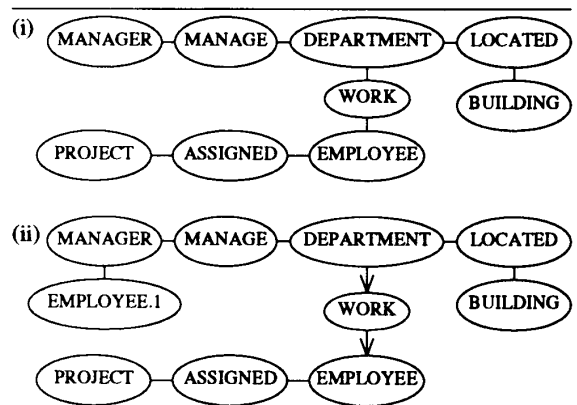 (i) MANAGER MANAGE DEPARTMENT LOCATED
WORK BUILDING
PROJECT ASSIGNED EMPLOYEE
(ii) MANAGER MANAGE DEPARTMENT LOCATED
EMPLOYEE.1 WORK BUILDING
PROJECT ASSIGNED EMPLOYEE